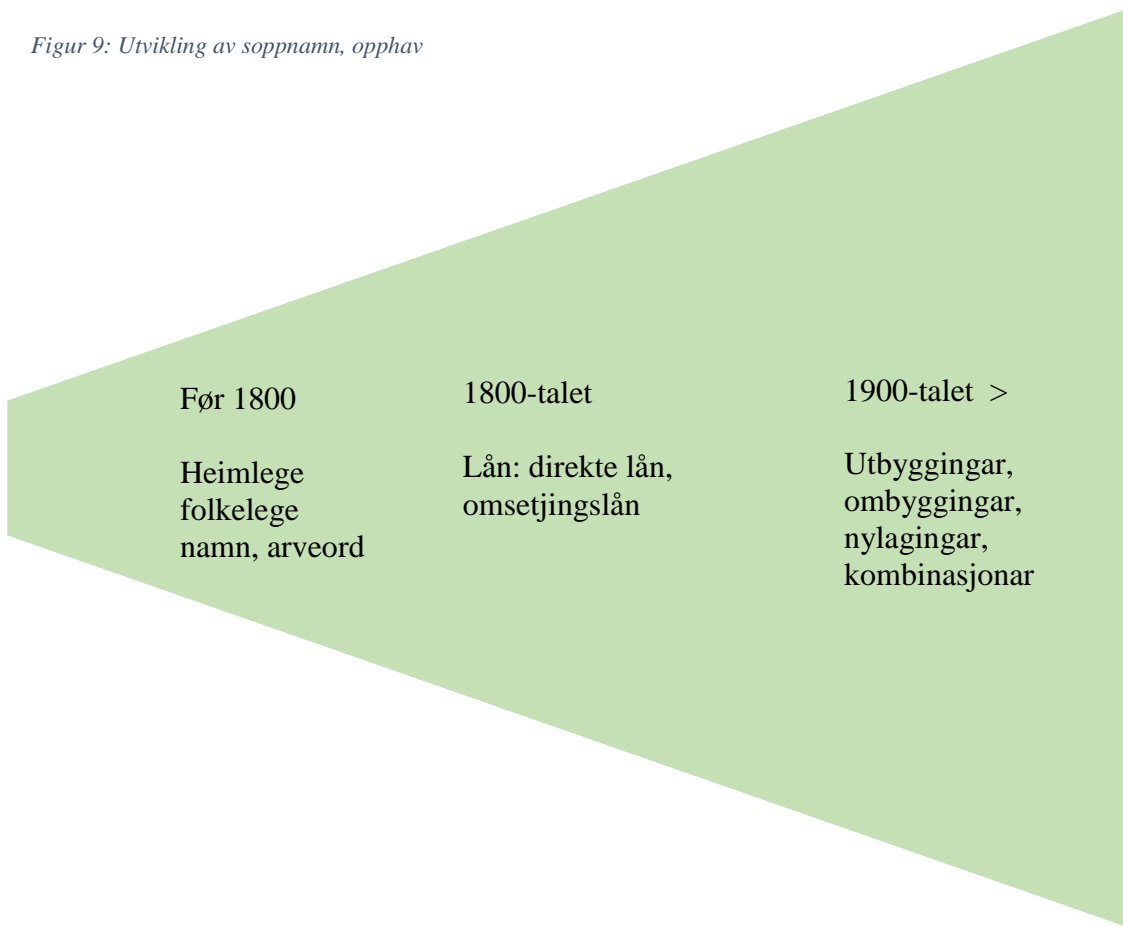 Figur 9: Utvikling av soppnamn, opphav
Før 1800
Heimlege
folkelege
namn, arveord
1800-talet
Lån: direkte lån,
omsetjingslån
1900-talet >
Utbyggingar,
ombyggingar,
nylagingar,
kombinasjonar